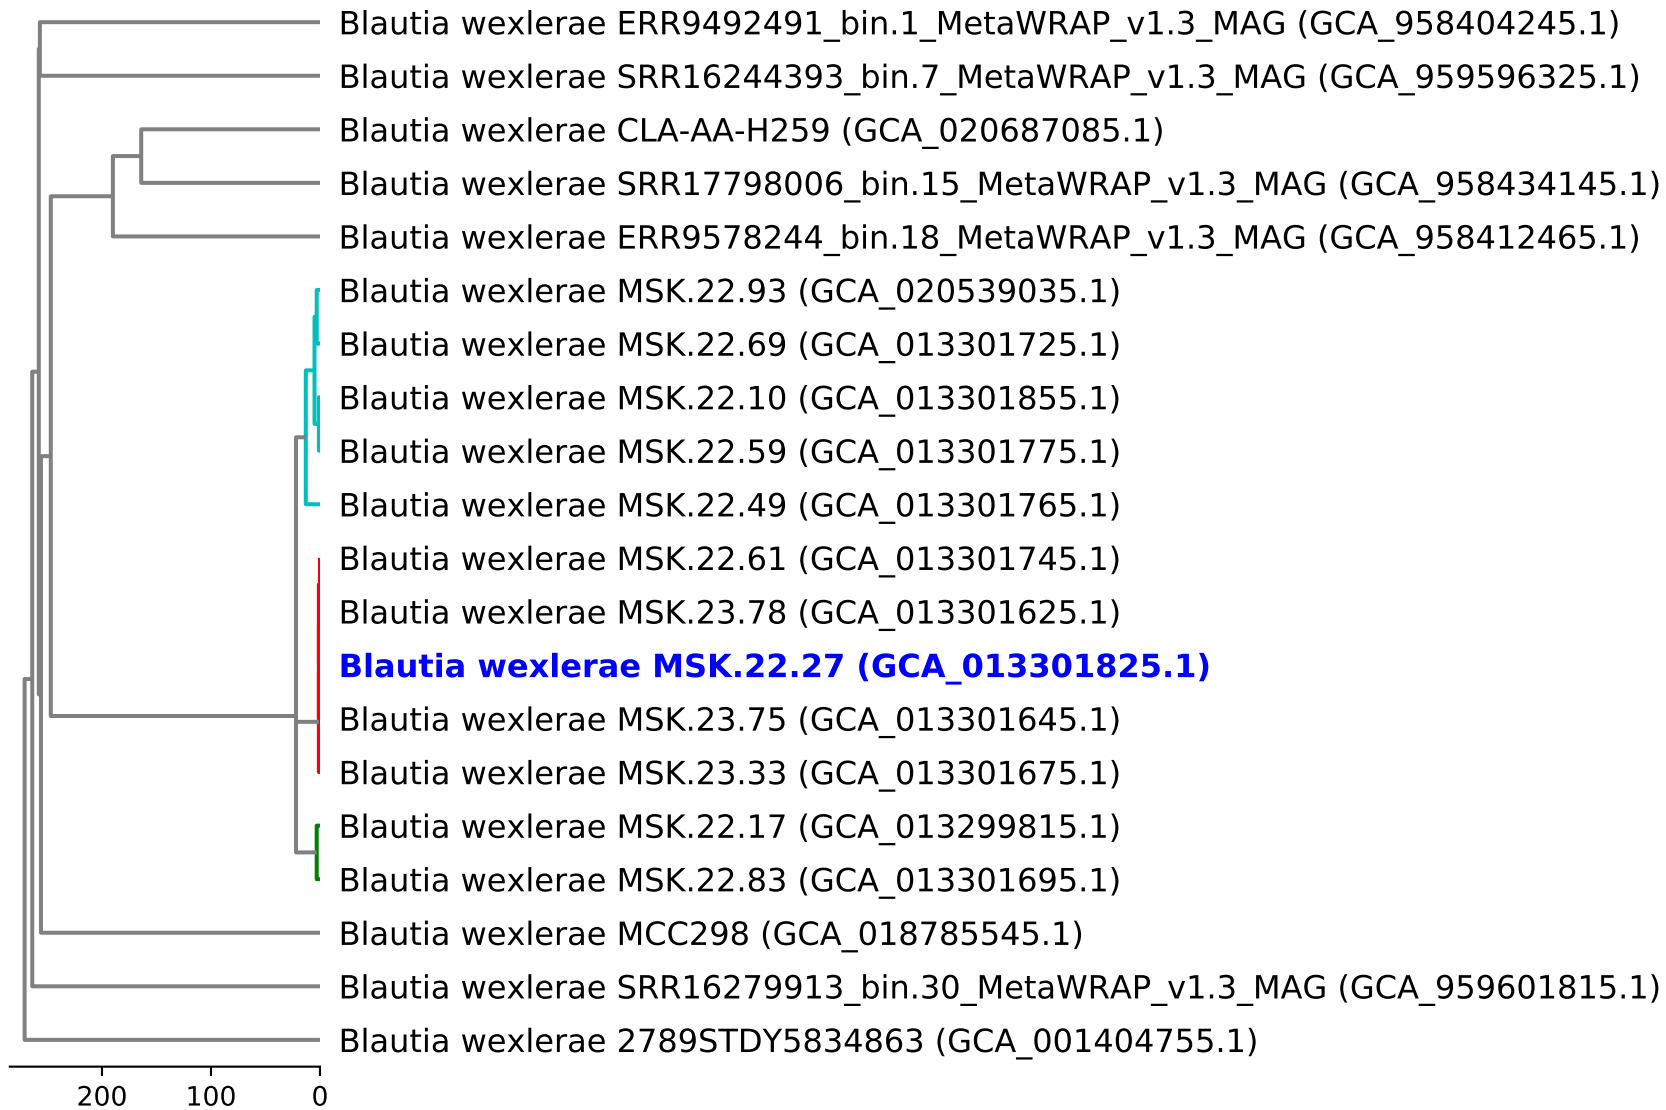 Blautia wexlerae ERR9492491_bin.1_MetaWRAP_v1.3_MAG (GCA_958404245.1)
Blautia wexlerae SRR16244393_bin.7_MetaWRAP_v1.3_MAG (GCA_959596325.1)
Blautia wexlerae CLA-AA-H259 (GCA_020687085.1)
Blautia wexlerae SRR17798006_bin.15_MetaWRAP_v1.3_MAG (GCA_958434145.1)
Blautia wexlerae ERR9578244_bin.18_MetaWRAP_v1.3_MAG (GCA_958412465.1)
Blautia wexlerae MSK.22.93 (GCA_020539035.1)
Blautia wexlerae MSK.22.69 (GCA_013301725.1)
Blautia wexlerae MSK.22.10 (GCA_013301855.1)
Blautia wexlerae MSK.22.59 (GCA_013301775.1)
Blautia wexlerae MSK.22.49 (GCA_013301765.1)
Blautia wexlerae MSK.22.61 (GCA_013301745.1)
Blautia wexlerae MSK.23.78 (GCA_013301625.1)
Blautia wexlerae MSK.22.27 (GCA_013301825.1)
Blautia wexlerae MSK.23.75 (GCA_013301645.1)
Blautia wexlerae MSK.23.33 (GCA_013301675.1)
Blautia wexlerae MSK.22.17 (GCA_013299815.1)
Blautia wexlerae MSK.22.83 (GCA_013301695.1)
Blautia wexlerae MCC298 (GCA_018785545.1)
Blautia wexlerae SRR16279913_bin.30_MetaWRAP_v1.3_MAG (GCA_959601815.1)
Blautia wexlerae 2789STDY5834863 (GCA_001404755.1)
200 100 0